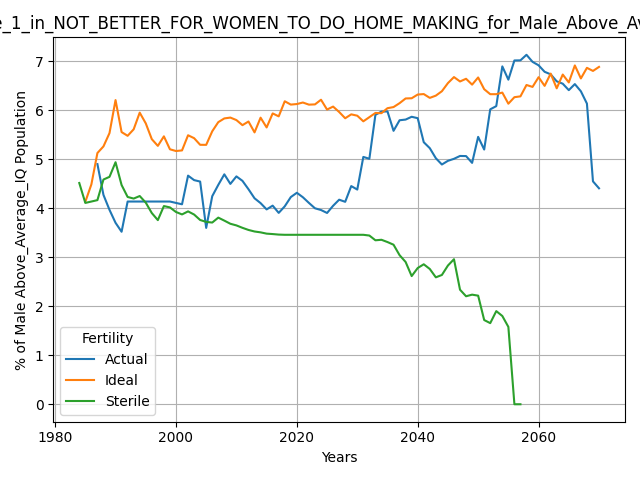 e_1_in_NOT_BETTER_FOR_WOMEN_TO_DO_HOME_MAKING_for_Male_Above_Av
7
6
5
4
3
2
1
0
% of Male Above_Average_IQ Population
Fertility
Actual
Ideal
Sterile
1980 2000 2020 2040 2060
Years